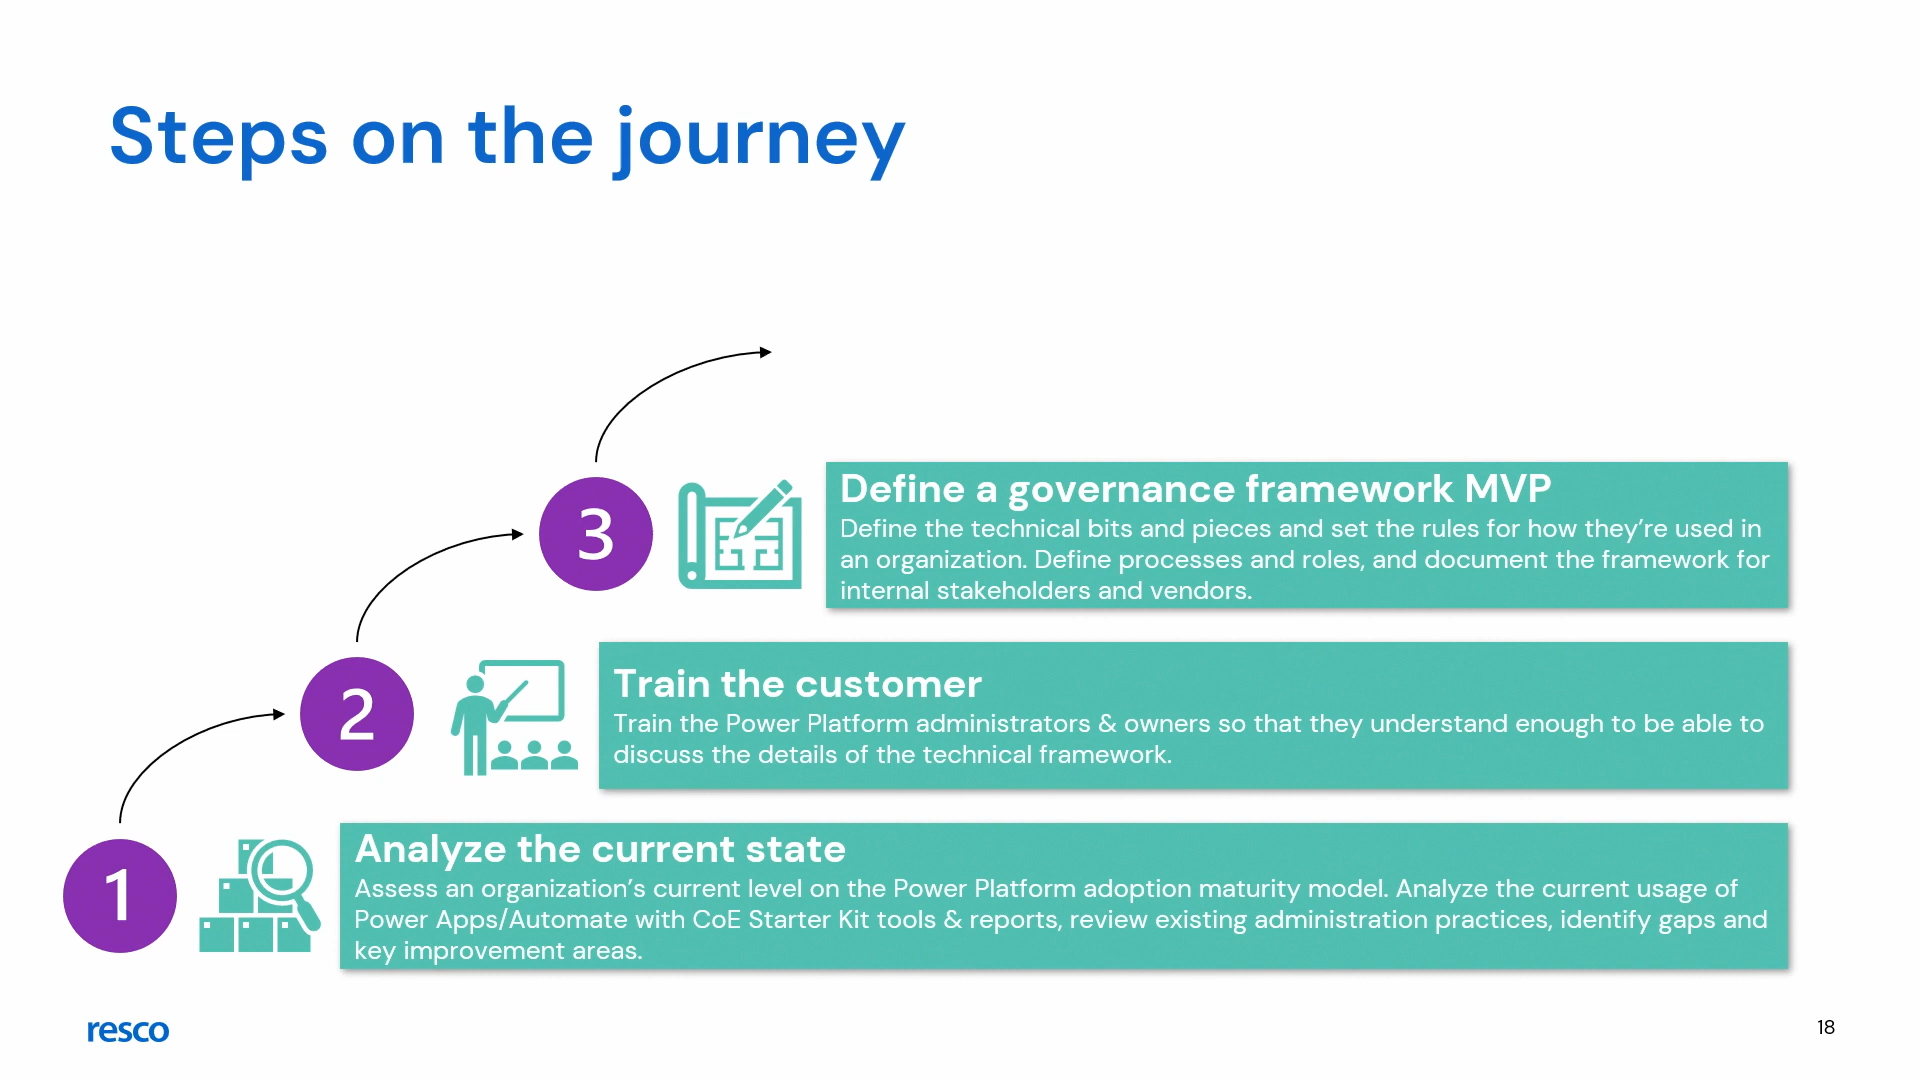 Steps on the journey
3
Define a governance framework MVP
Define the technical bits and pieces and set the rules for how they’re used in
an organization. Define processes and roles, and document the framework for
internal stakeholders and vendors.
2
Train the customer
Train the Power Platform administrators & owners so that they understand enough to be able to
discuss the details of the technical framework.
1
Analyze the current state
Assess an organization’s current level on the Power Platform adoption maturity model. Analyze the current usage of
Power Apps/Automate with CoE Starter Kit tools & reports, review existing administration practices, identify gaps and
key improvement areas.
resco
18